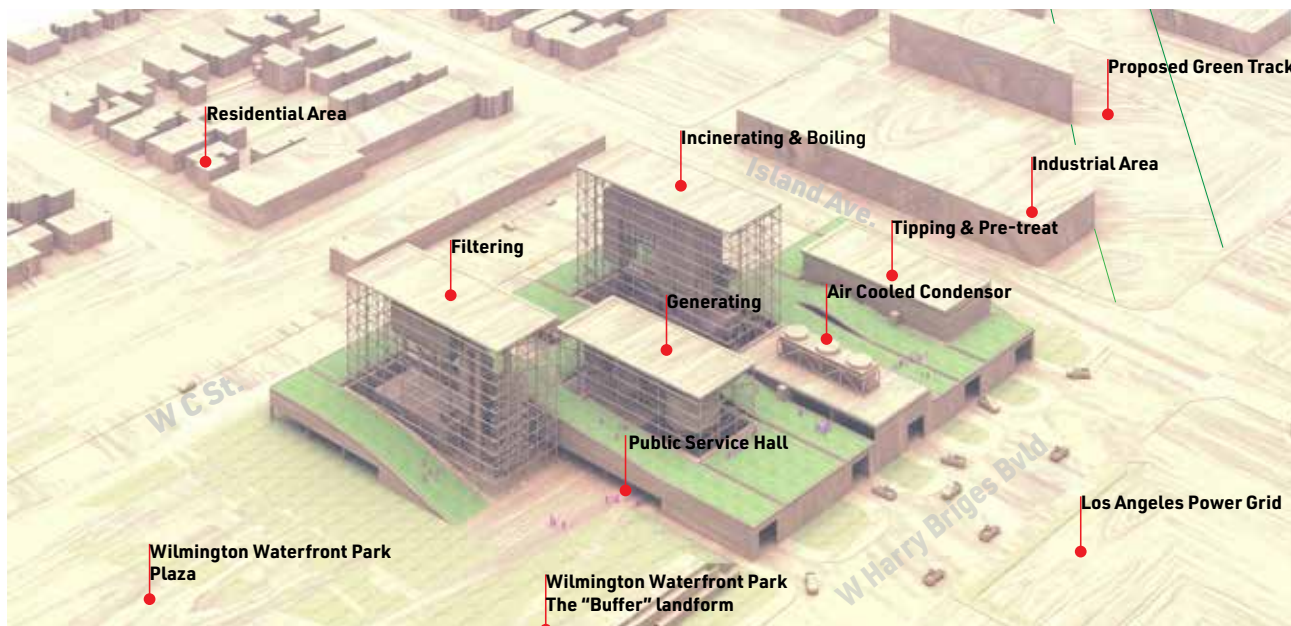 Proposed Green Track
Residential Area
Incinerating & Boiling
Island Ave.
Industrial Area
Tipping & Pre-treat
Filtering
Air Cooled Condensor
Generating
W C St.
Public Service Hall
W Harry Briges Bvld
Los Angeles Power Grid
Wilmington Waterfront Park
Plaza
Wilmington Waterfront Park
The “Buffer” landform